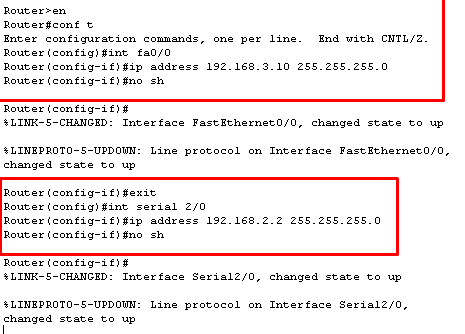 Router>en
Router#conf t
Enter configuration commands, one per line.  End with CNTL/Z.
Router(config)#int fa0/0
Router(config-if)#ip address 192.168.3.10 255.255.255.0
Router(config-if)#no sh
Router(config-if)#
%LINK-5-CHANGED: Interface FastEthernet0/0, changed state to up
%LINEPROTO-5-UPDOWN: Line protocol on Interface FastEthernet0/0,
changed state to up
Router(config-if)#exit
Router(config)#int serial 2/0
Router(config-if)#ip address 192.168.2.2 255.255.255.0
Router(config-if)#no sh
Router(config-if)#
%LINK-5-CHANGED: Interface Serial2/0, changed state to up
%LINEPROTO-5-UPDOWN: Line protocol on Interface Serial2/0,
changed state to up